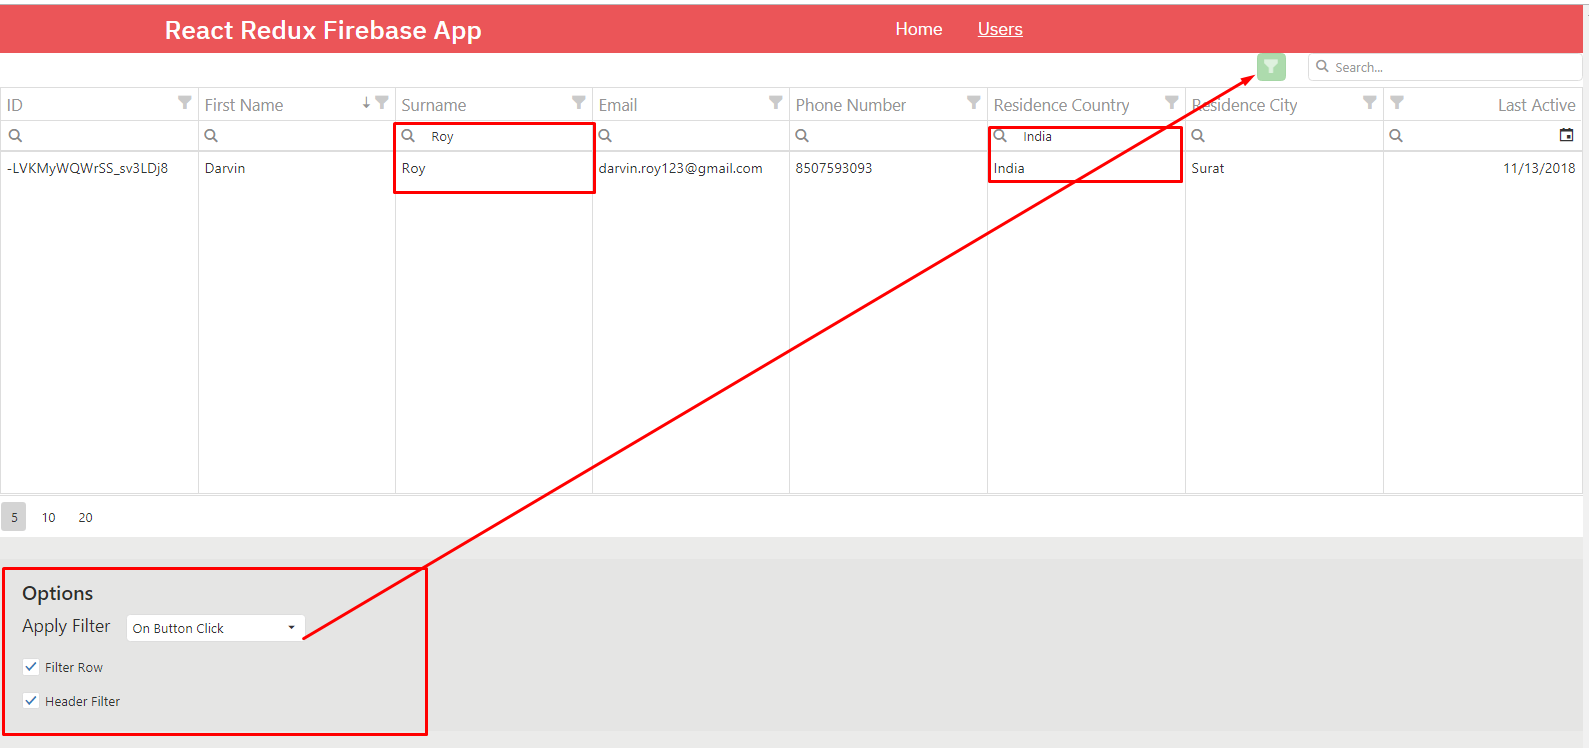 React Redux Firebase App Home Users
Search...
ID First Name Surname Email Phone Number Residence Country Residence City Last Active
Roy India
-LVKMyWQWrSS_sv3LDj8 Darvin Roy darvin.roy123@gmail.com 8507593093 India Surat 11/13/2018
5 10 20
Options
Apply Filter On Button Click
Filter Row
Header Filter